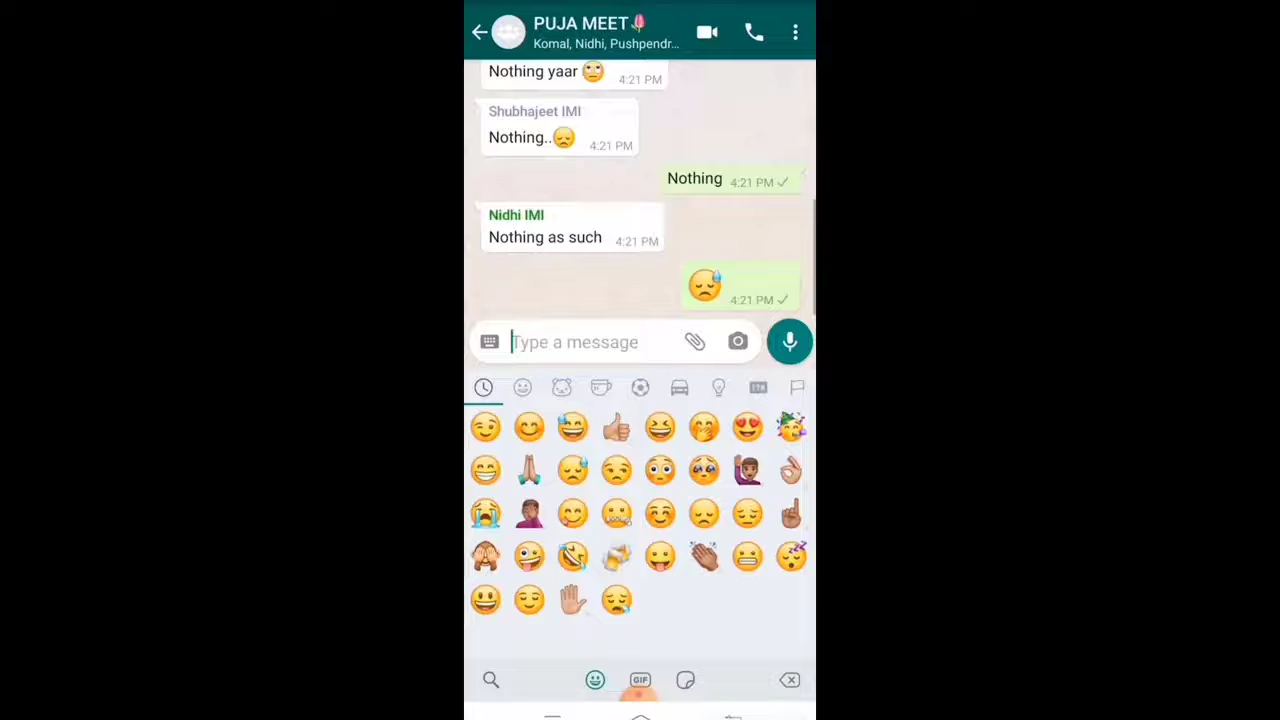 PUJA MEET🌷
Komal, Nidhi, Pushpendr...
Nothing yaar 🙄
4:21 PM
Shubhajeet IMI
Nothing..😞
4:21 PM
Nothing
4:21 PM
Nidhi IMI
Nothing as such
4:21 PM
😓
4:21 PM
Type a message
GIF